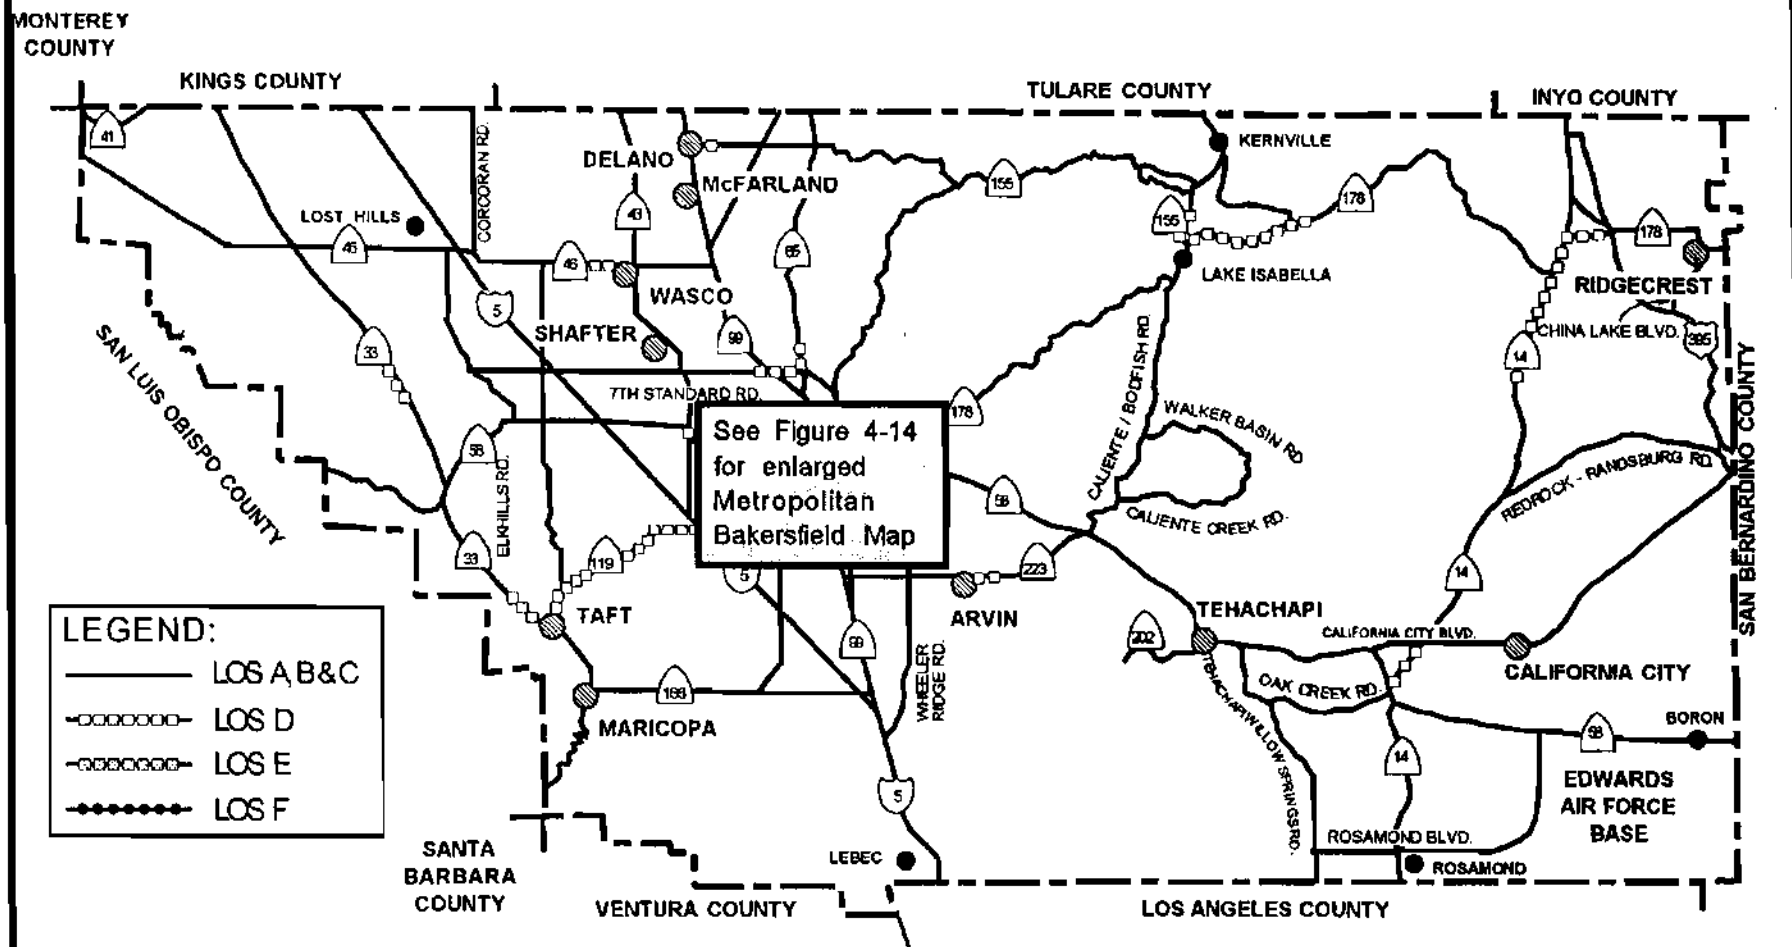 MONTEREY
COUNTY
KINGS COUNTY
TULARE COUNTY
INYO COUNTY
41
CORCORAN RD.
DELANO
KERNVILLE
McFARLAND
155
178
LOST HILLS
43
155
46
46
65
178
LAKE ISABELLA
RIDGECREST
WASCO
5
SHAFTER
99
CHINA LAKE BLVD.
395
33
14
SAN LUIS OBISPO COUNTY
7TH STANDARD RD.
178
CALIENTE / BODFISH RD.
WALKER BASIN RD
SAN BERNARDINO COUNTY
See Figure 4-14
for enlarged
Metropolitan
Bakersfield Map
58
ELKHILLS RD.
58
REDROCK - RANDSBURG RD.
CALIENTE CREEK RD.
33
119
5
223
14
ARVIN
TAFT
TEHACHAPI
202
CALIFORNIA CITY BLVD.
CALIFORNIA CITY
99
WHEELER
RIDGE RD.
166
OAK CREEK RD.
TEHACHAPI WILLOW SPRINGS RD.
MARICOPA
BORON
58
14
EDWARDS
AIR FORCE
BASE
5
ROSAMOND BLVD.
ROSAMOND
LEBEC
LEGEND:
LOS A,B&C
LOS D
LOS E
LOS F
SANTA
BARBARA
COUNTY
VENTURA COUNTY
LOS ANGELES COUNTY